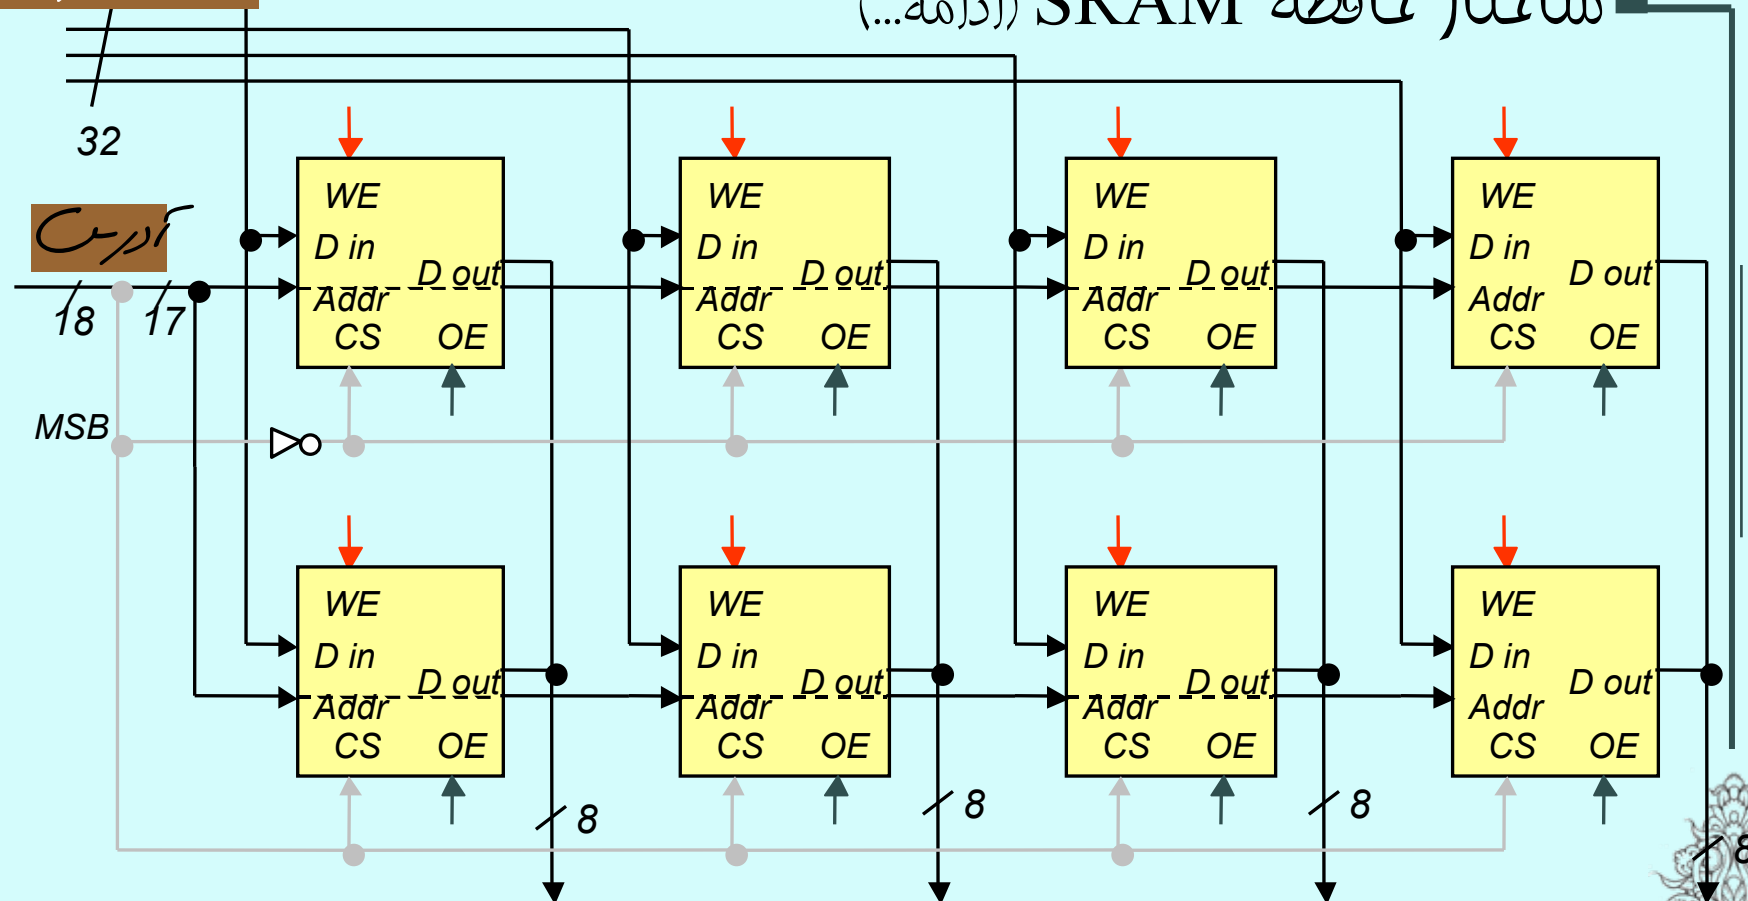 ساختار حافظه SRAM (ادامه...)
32
آدرس
18 17
MSB
WE WE WE WE
D in D in D in D in
D out D out D out D out
Addr Addr Addr Addr
CS OE CS OE CS OE CS OE
WE WE WE WE
D in D in D in D in
D out D out D out D out
Addr Addr Addr Addr
CS OE CS OE CS OE CS OE
8 8 8 8